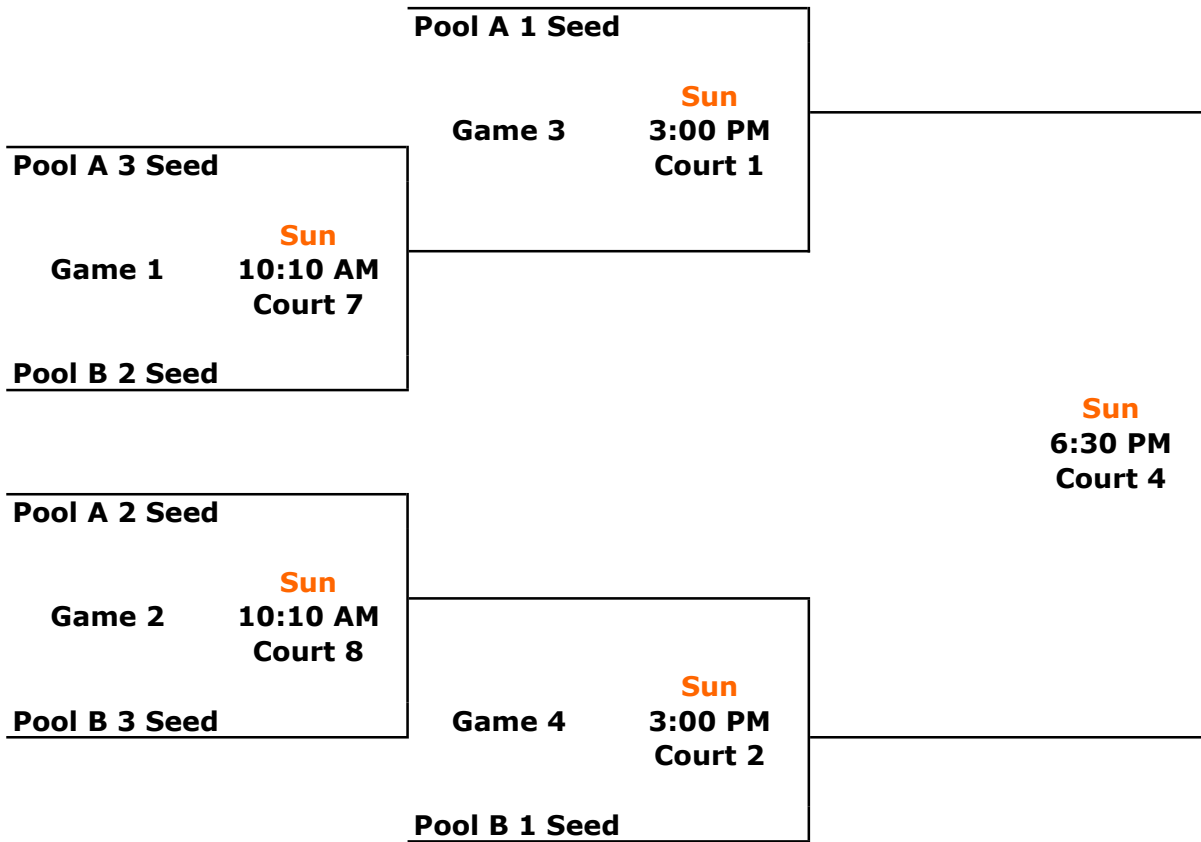 Pool A 1 Seed
Game 3
Sun
3:00 PM
Court 1
Pool A 3 Seed
Game 1
Sun
10:10 AM
Court 7
Pool B 2 Seed
Sun
6:30 PM
Court 4
Pool A 2 Seed
Game 2
Sun
10:10 AM
Court 8
Pool B 3 Seed
Game 4
Sun
3:00 PM
Court 2
Pool B 1 Seed